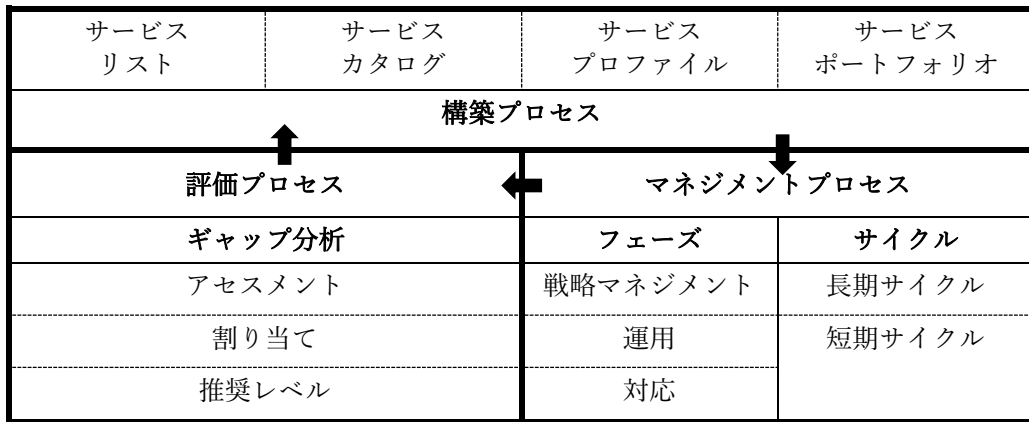 サービス
リスト
サービス
カタログ
サービス
プロファイル
サービス
ポートフォリオ
構築プロセス
評価プロセス
マネジメントプロセス
ギャップ分析
フェーズ
サイクル
アセスメント
戦略マネジメント
長期サイクル
割り当て
運用
短期サイクル
推奨レベル
対応